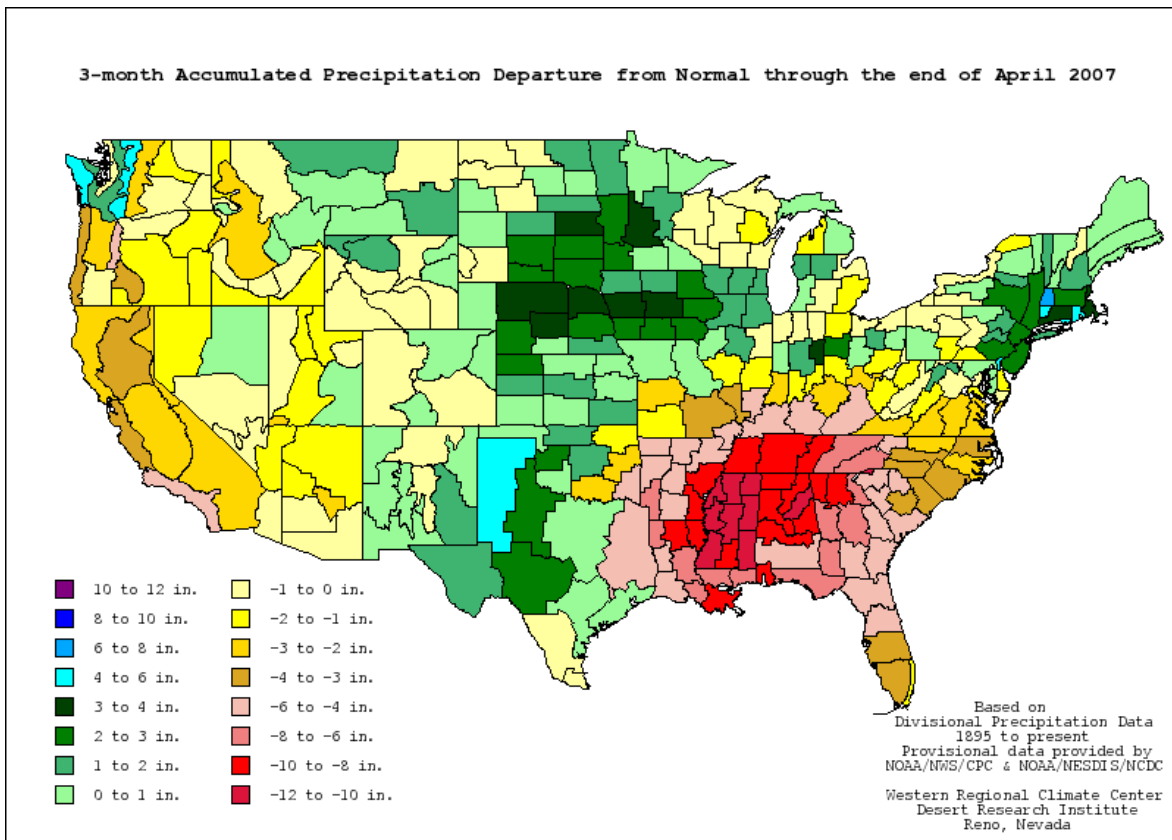 3-month Accumulated Precipitation Departure from Normal through the end of April 2007
10 to 12 in.
8 to 10 in.
6 to 8 in.
4 to 6 in.
3 to 4 in.
2 to 3 in.
1 to 2 in.
0 to 1 in.
-1 to 0 in.
-2 to -1 in.
-3 to -2 in.
-4 to -3 in.
-6 to -4 in.
-8 to -6 in.
-10 to -8 in.
-12 to -10 in.
Based on
Divisional Precipitation Data
1895 to present
Provisional data provided by
NOAA/NWS/CPC & NOAA/NESDIS/NCDC
Western Regional Climate Center
Desert Research Institute
Reno, Nevada